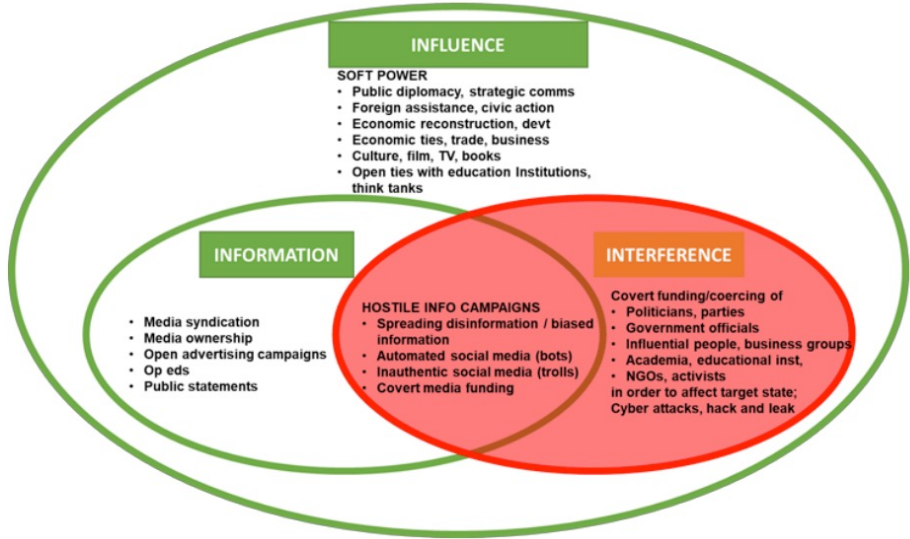 INFLUENCE
SOFT POWER
• Public diplomacy, strategic comms
• Foreign assistance, civic action
• Economic reconstruction, devt
• Economic ties, trade, business
• Culture, film, TV, books
• Open ties with education Institutions,
think tanks
INFORMATION
• Media syndication
• Media ownership
• Open advertising campaigns
• Op eds
• Public statements
HOSTILE INFO CAMPAIGNS
• Spreading disinformation / biased
information
• Automated social media (bots)
• Inauthentic social media (trolls)
• Covert media funding
INTERFERENCE
Covert funding/coercing of
• Politicians, parties
• Government officials
• Influential people, business groups
• Academia, educational inst,
• NGOs, activists
in order to affect target state;
Cyber attacks, hack and leak